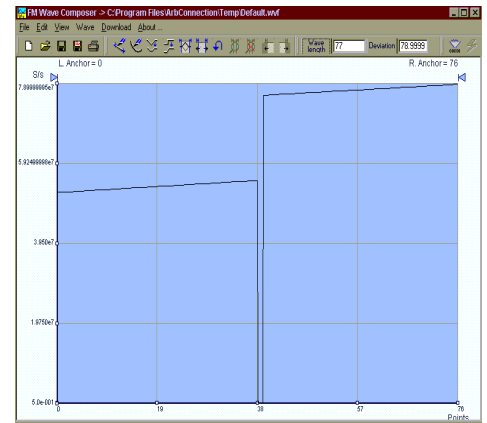 FM Wave Composer -> C:\Program Files\ArbConnection\Temp\Default.wvf
File Edit View Wave Download About...
Wave length 77 Deviation 78.9999
L. Anchor = 0 R. Anchor = 76
S/s
7.89999985e7
5.92499998e7
3.950e7
1.9750e7
5.0e-001
0 19 38 57 76
Points